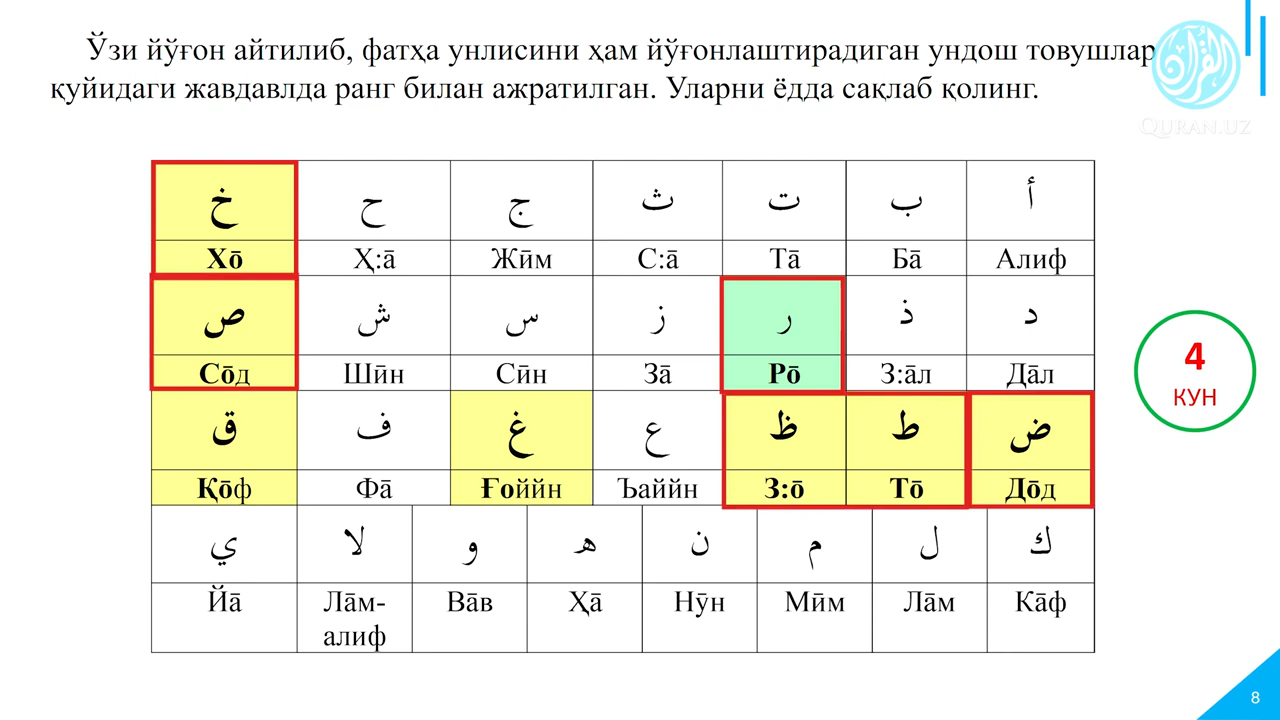 Ўзи йўғон айтилиб, фатҳа унлисини ҳам йўғонлаштирадиган ундош товушлар
қуйидаги жавдавлда ранг билан ажратилган. Уларни ёдда сақлаб қолинг.
القرآن
QURAN.UZ
خ ح ج ث ت ب أ
Хō Ҳ:ā Жӣм С:ā Тā Бā Алиф
ص ش س ز ر ذ د
Сōд Шӣн Сӣн Зā Рō З:āл Дāл
4
КУН
ق ف غ ع ظ ط ض
Қōф Фā Ғоййн Ъаййн З:ō Тō Дōд
ي لا و ه ن م ل ك
Йā Лāм-алиф Вāв Ҳā Нӯн Мӣм Лāм Кāф
8